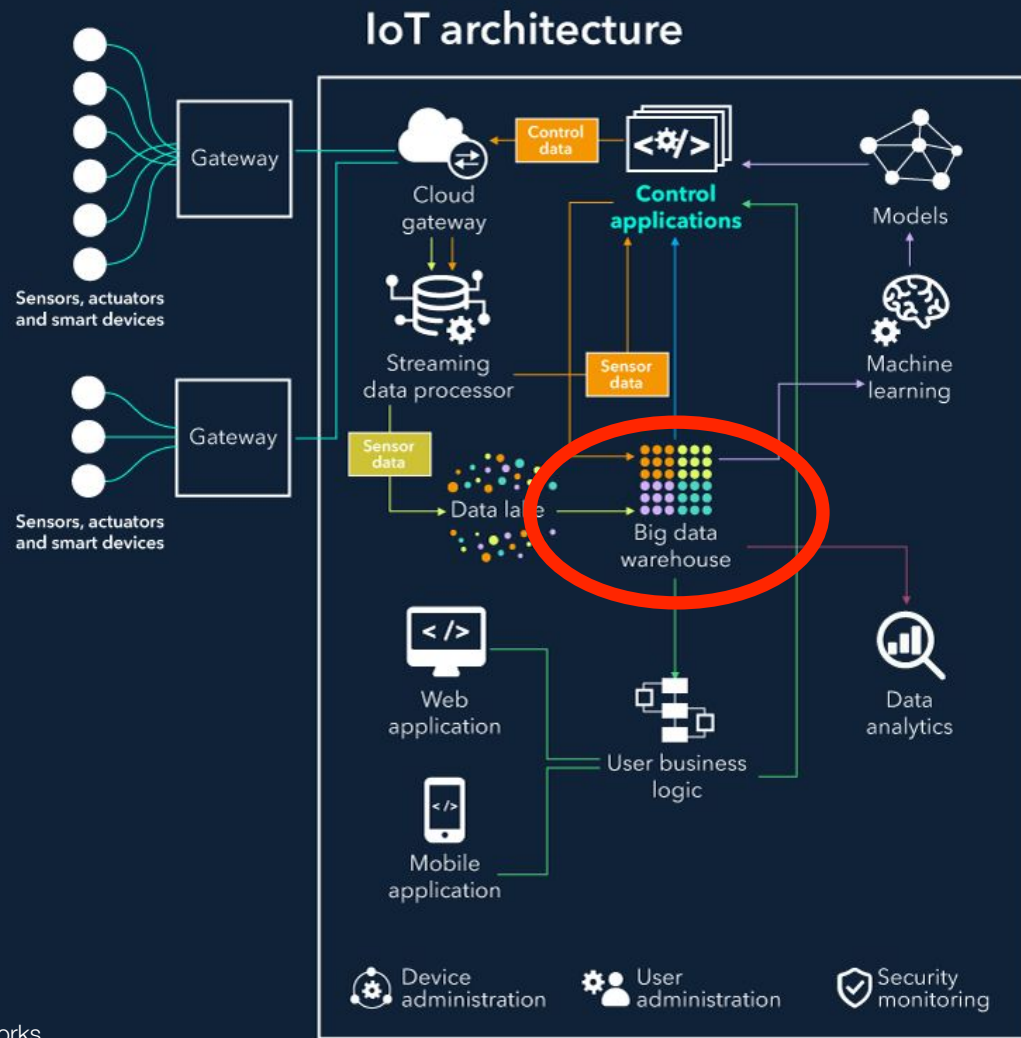 IoT architecture
Gateway
Sensors, actuators
and smart devices
Gateway
Sensors, actuators
and smart devices
Cloud
gateway
Control
data
</>
Control
applications
Models
Streaming
data processor
Sensor
data
Machine
learning
Sensor
data
Data lake
Big data
warehouse
</>
Web
application
User business
logic
Data
analytics
</>
Mobile
application
Device
administration
User
administration
Security
monitoring